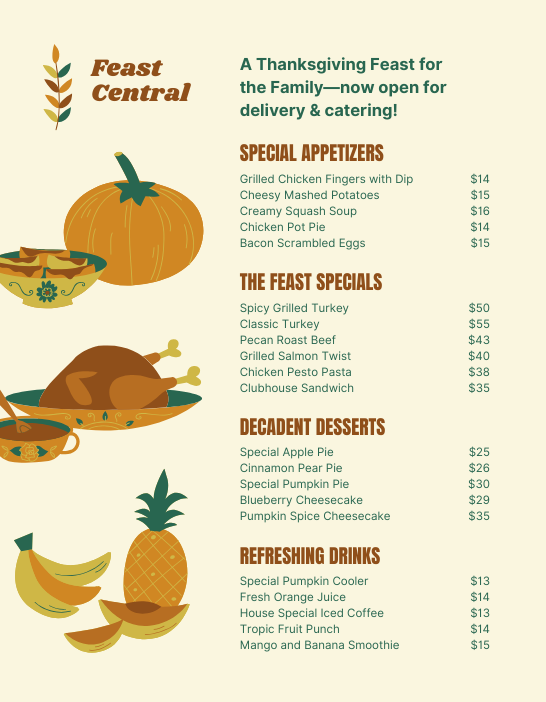 Feast
Central
A Thanksgiving Feast for
the Family—now open for
delivery & catering!
SPECIAL APPETIZERS
Grilled Chicken Fingers with Dip $14
Cheesy Mashed Potatoes $15
Creamy Squash Soup $16
Chicken Pot Pie $14
Bacon Scrambled Eggs $15
THE FEAST SPECIALS
Spicy Grilled Turkey $50
Classic Turkey $55
Pecan Roast Beef $43
Grilled Salmon Twist $40
Chicken Pesto Pasta $38
Clubhouse Sandwich $35
DECADENT DESSERTS
Special Apple Pie $25
Cinnamon Pear Pie $26
Special Pumpkin Pie $30
Blueberry Cheesecake $29
Pumpkin Spice Cheesecake $35
REFRESHING DRINKS
Special Pumpkin Cooler $13
Fresh Orange Juice $14
House Special Iced Coffee $13
Tropic Fruit Punch $14
Mango and Banana Smoothie $15